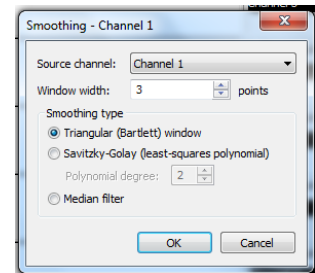 Smoothing - Channel 1
Source channel: Channel 1
Window width: 3 points
Smoothing type
Triangular (Bartlett) window
Savitzky-Golay (least-squares polynomial)
Polynomial degree: 2
Median filter
OK Cancel